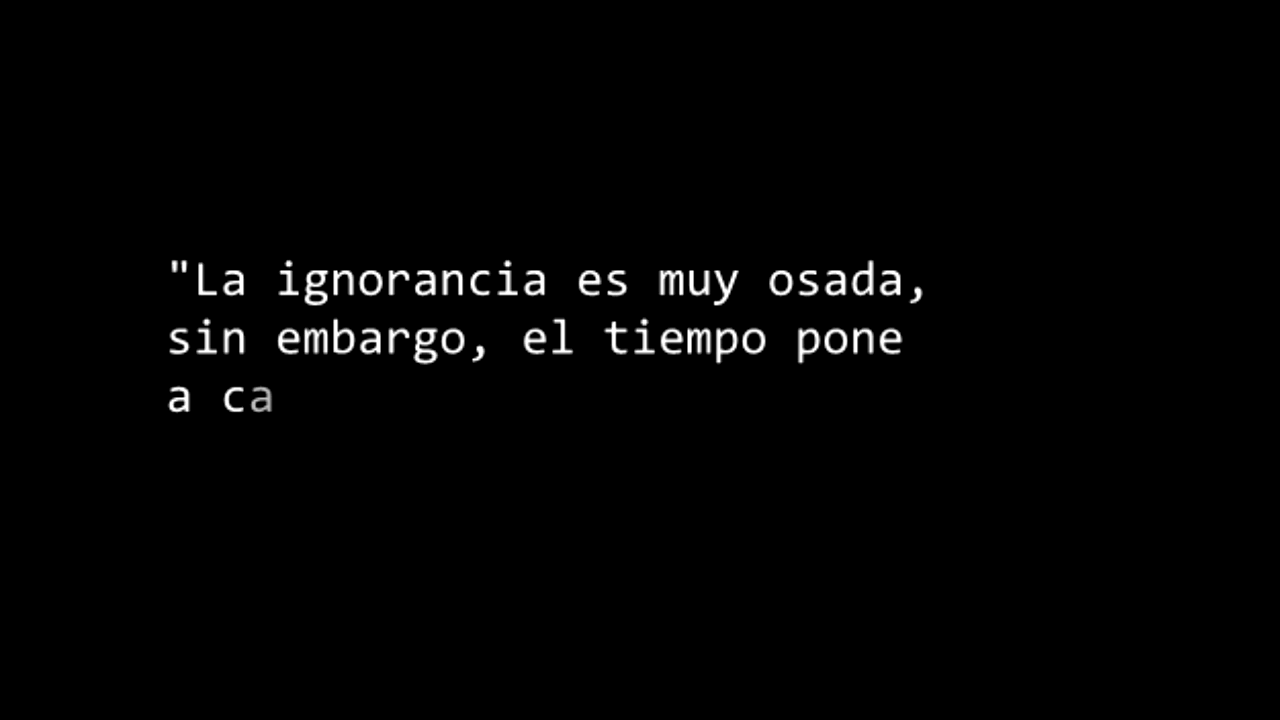 "La ignorancia es muy osada,
sin embargo, el tiempo pone
a ca